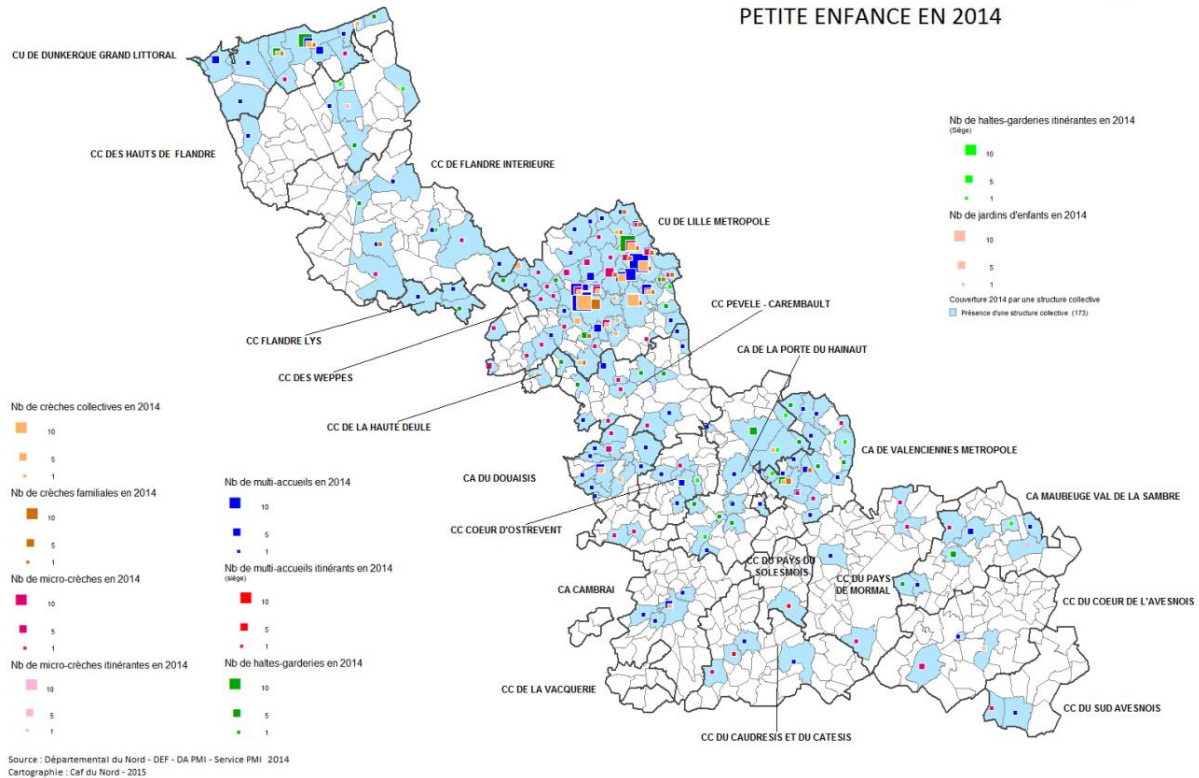 PETITE ENFANCE EN 2014
CU DE DUNKERQUE GRAND LITTORAL
CC DES HAUTS DE FLANDRE
CC DE FLANDRE INTERIEURE
CU DE LILLE METROPOLE
CC PEVELE - CAREMBAULT
CA DE LA PORTE DU HAINAUT
CC FLANDRE LYS
CC DES WEPPES
CC DE LA HAUTE DEULE
CA DU DOUAISIS
CC COEUR D'OSTREVENT
CA DE VALENCIENNES METROPOLE
CA MAUBEUGE VAL DE LA SAMBRE
CC DU PAYS DU
SOLESMOIS
CC DU PAYS
DE MORMAL
CA CAMBRAI
CC DU COEUR DE L'AVESNOIS
CC DE LA VACQUERIE
CC DU SUD AVESNOIS
CC DU CAUDRESIS ET DU CATESIS
Nb de haltes-garderies itinérantes en 2014
(Siège)
10
5
1
Nb de jardins d'enfants en 2014
10
5
1
Couverture 2014 par une structure collective
Présence d'une structure collective (173)
Nb de crèches collectives en 2014
10
5
1
Nb de crèches familiales en 2014
10
5
1
Nb de micro-crèches en 2014
10
5
1
Nb de micro-crèches itinérantes en 2014
10
5
1
Nb de multi-accueils en 2014
10
5
1
Nb de multi-accueils itinérants en 2014
(siège)
10
5
1
Nb de haltes-garderies en 2014
10
5
1
Source : Départemental du Nord - DEF - DA PMI - Service PMI 2014
Cartographie : Caf du Nord - 2015